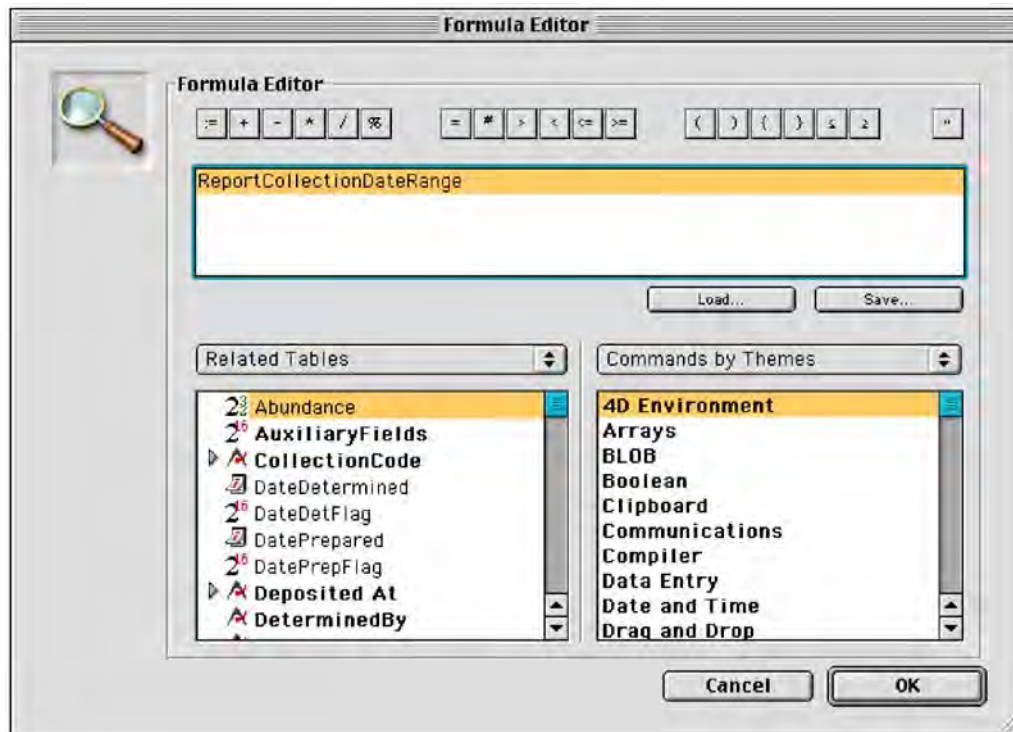 Formula Editor
Formula Editor
:= + - * / % = # > < <= >= ( ) { } ≤ ≥ "
ReportCollectionDateRange
Load... Save...
Related Tables Commands by Themes
Abundance 4D Environment
AuxiliaryFields Arrays
CollectionCode BLOB
DateDetermined Boolean
DateDetFlag Clipboard
DatePrepared Communications
DatePrepFlag Compiler
Deposited At Data Entry
DeterminedBy Date and Time
Drag and Drop
Cancel OK